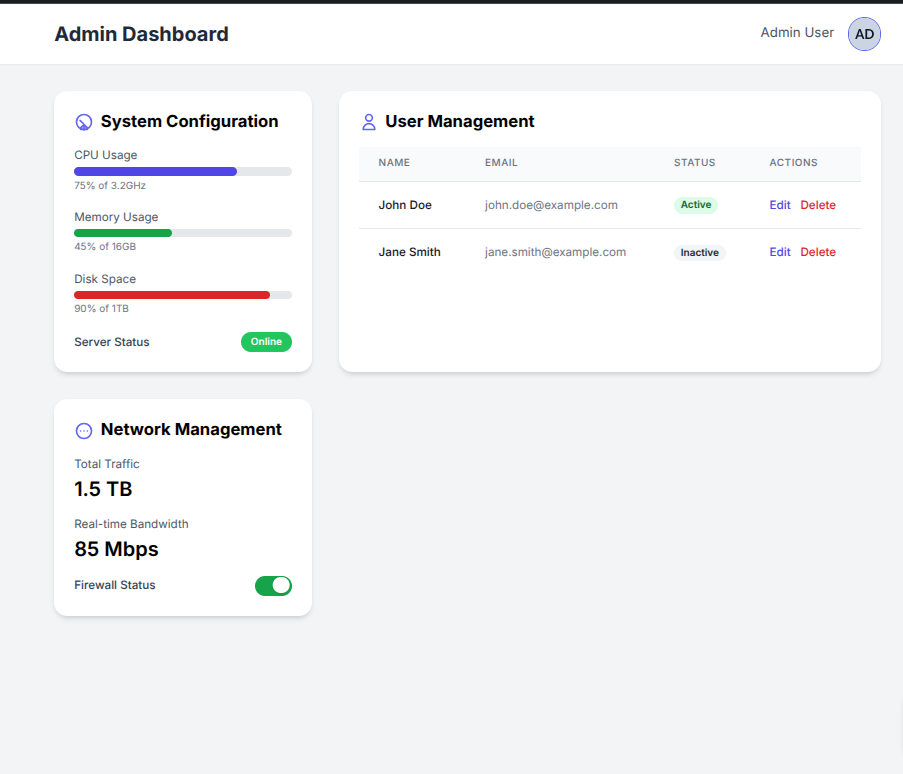 Admin Dashboard
Admin User
AD
System Configuration
CPU Usage
75% of 3.2GHz
Memory Usage
45% of 16GB
Disk Space
90% of 1TB
Server Status Online
User Management
NAME EMAIL STATUS ACTIONS
John Doe john.doe@example.com Active Edit Delete
Jane Smith jane.smith@example.com Inactive Edit Delete
Network Management
Total Traffic
1.5 TB
Real-time Bandwidth
85 Mbps
Firewall Status